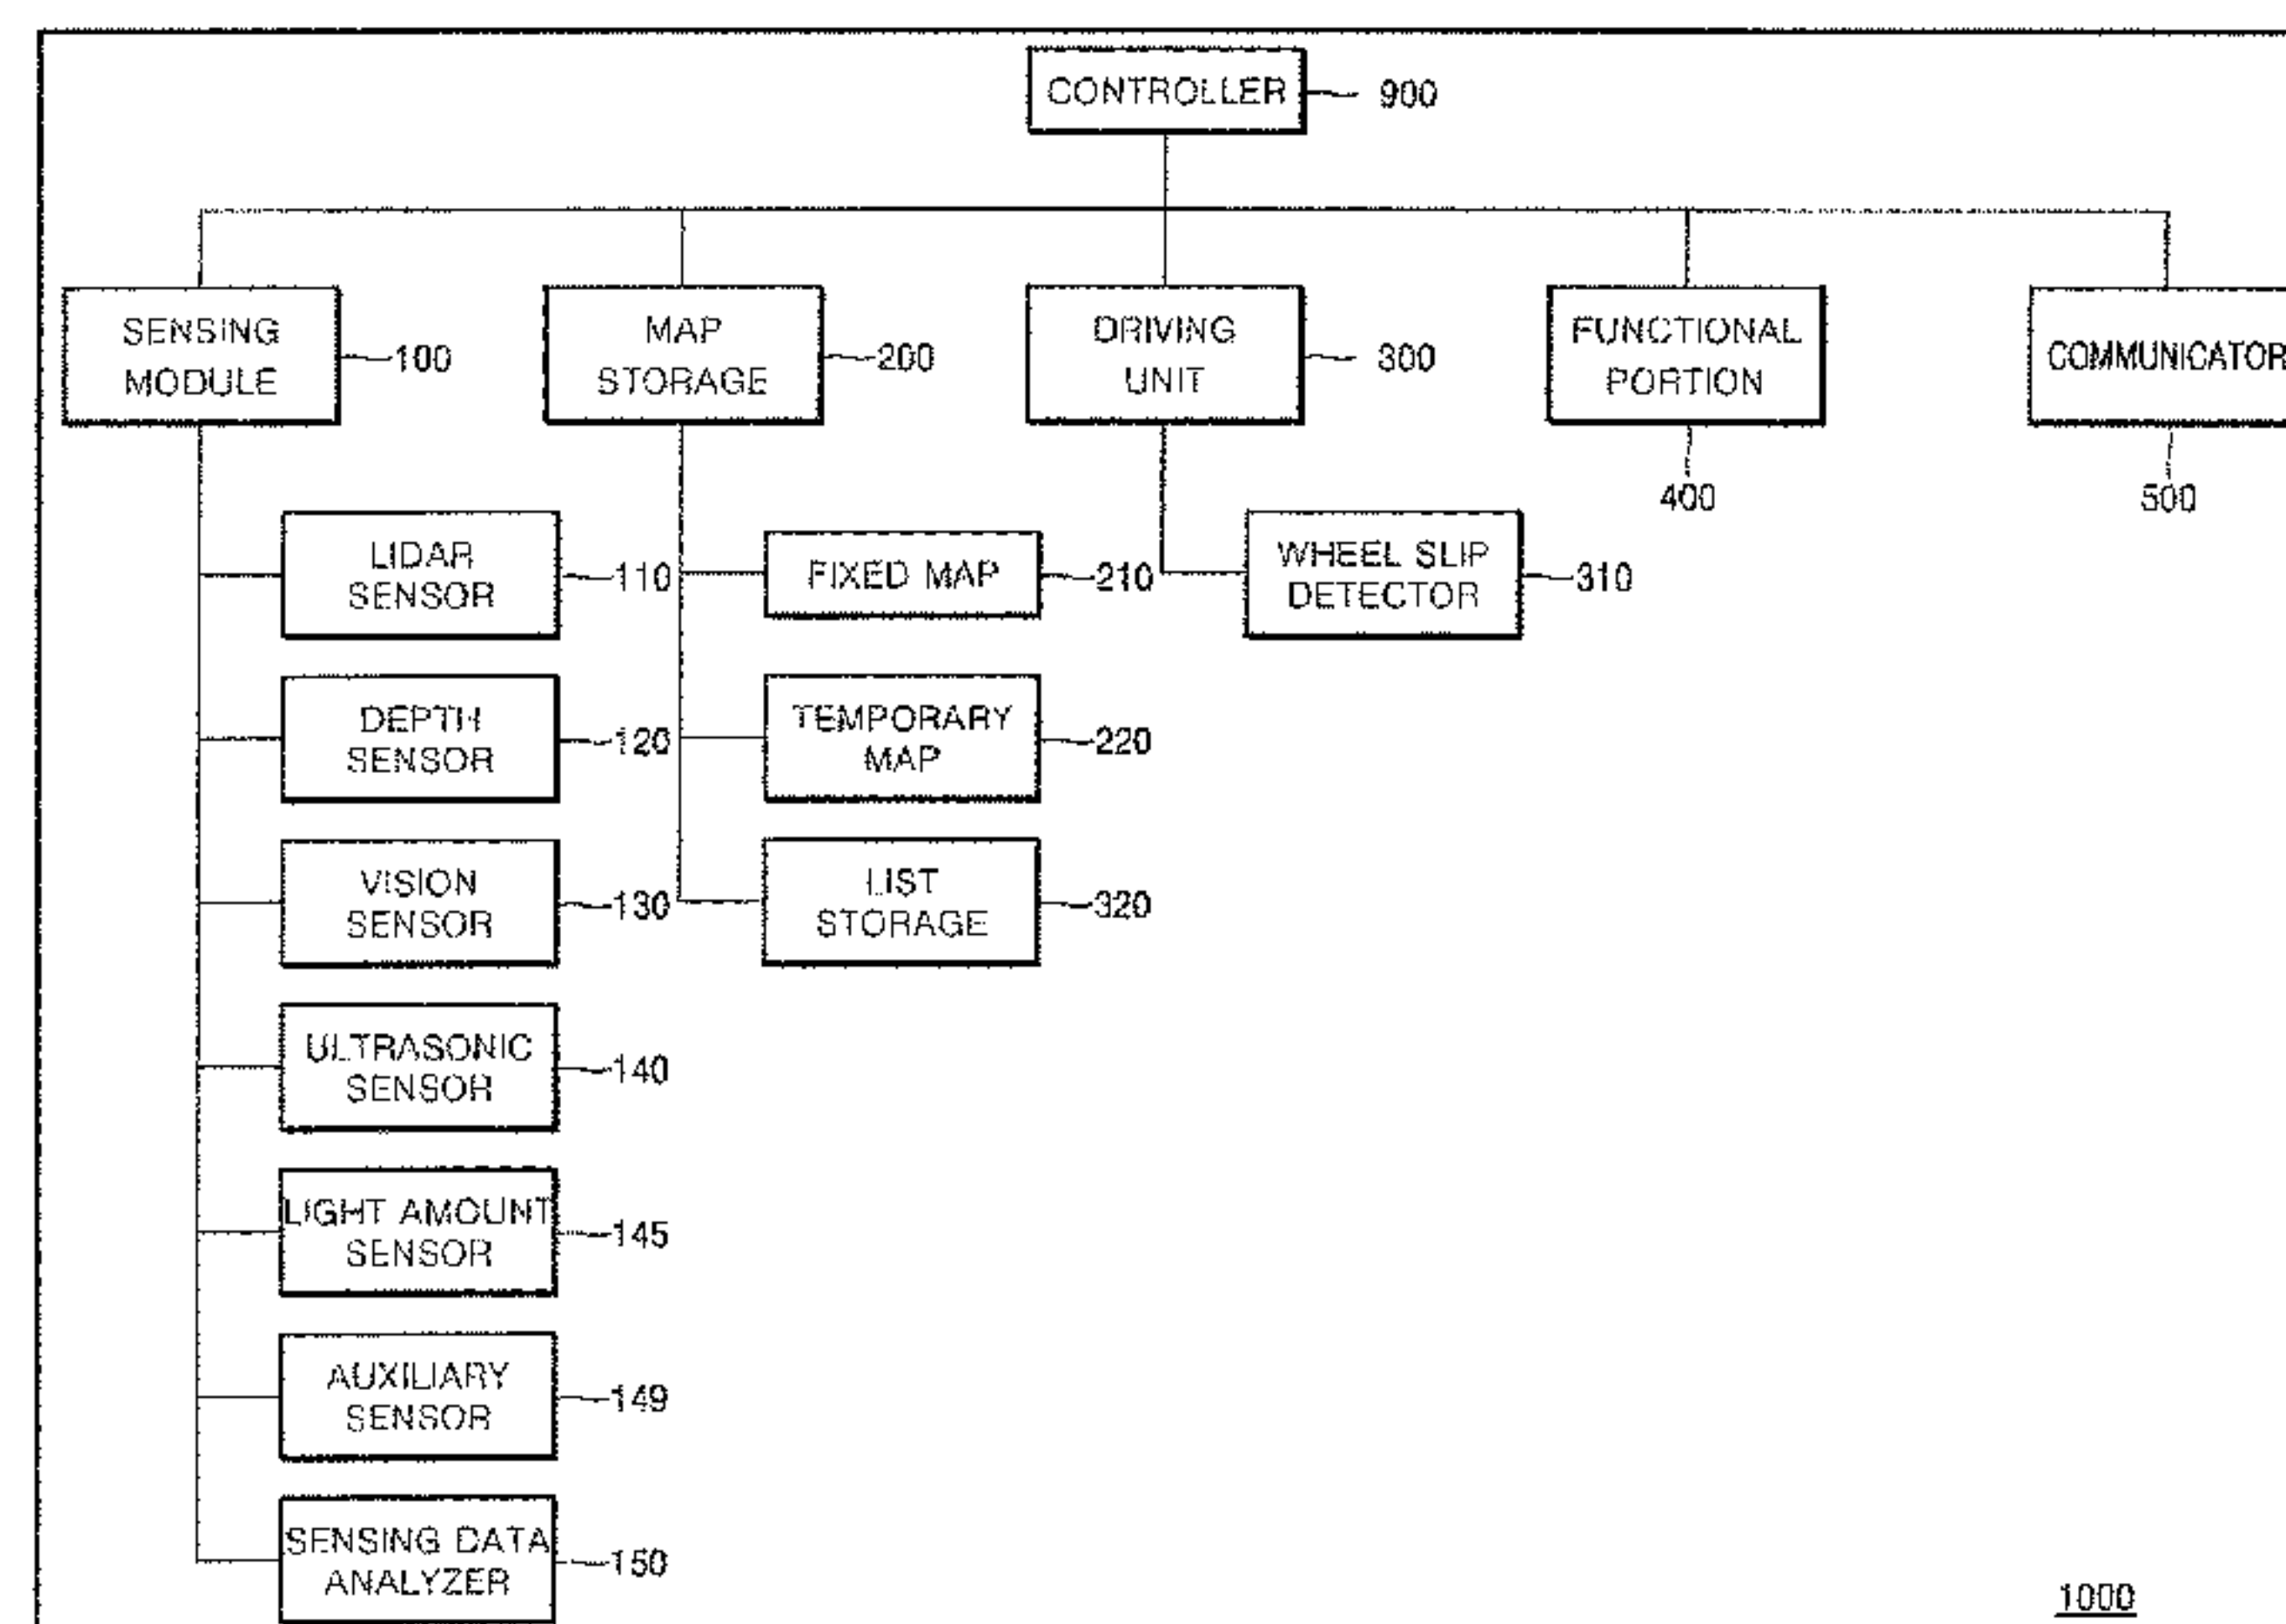 CONTROLLER 900
SENSING
MODULE
100
MAP
STORAGE
200
DRIVING
UNIT
300
FUNCTIONAL
PORTION
400
COMMUNICATOR
500
LIDAR
SENSOR
110
DEPTH
SENSOR
120
VISION
SENSOR
130
ULTRASONIC
SENSOR
140
LIGHT AMOUNT
SENSOR
145
AUXILIARY
SENSOR
149
SENSING DATA
ANALYZER
150
FIXED MAP 210
TEMPORARY
MAP
220
LIST
STORAGE
320
WHEEL SLIP
DETECTOR
310
1000